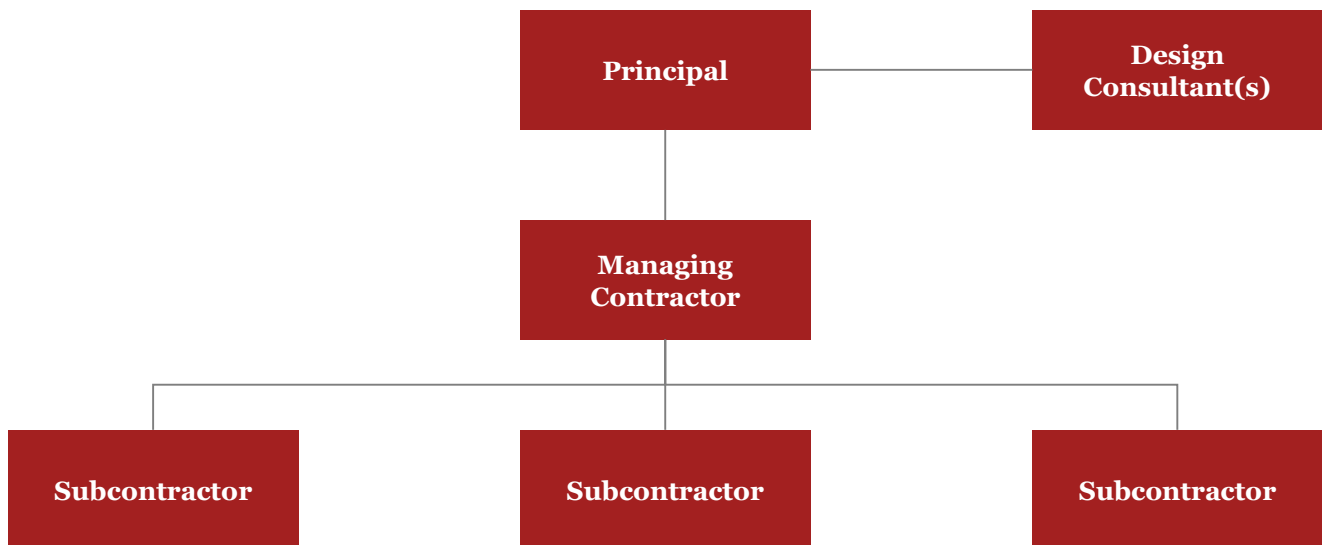 Principal
Design
Consultant(s)
Managing
Contractor
Subcontractor
Subcontractor
Subcontractor